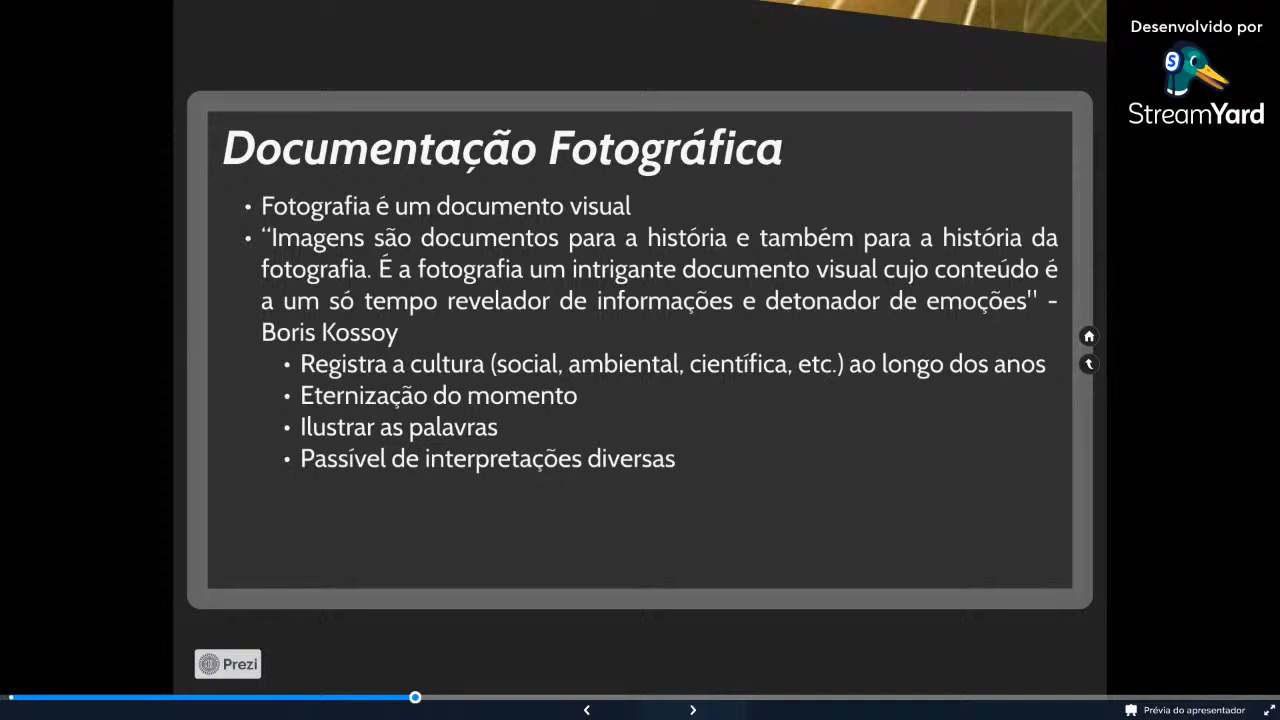 Desenvolvido por
StreamYard
Documentação Fotográfica
• Fotografia é um documento visual
• “Imagens são documentos para a história e também para a história da
fotografia. É a fotografia um intrigante documento visual cujo conteúdo é
a um só tempo revelador de informações e detonador de emoções" -
Boris Kossoy
• Registra a cultura (social, ambiental, científica, etc.) ao longo dos anos
• Eternização do momento
• Ilustrar as palavras
• Passível de interpretações diversas
Prezi
Prévia do apresentador